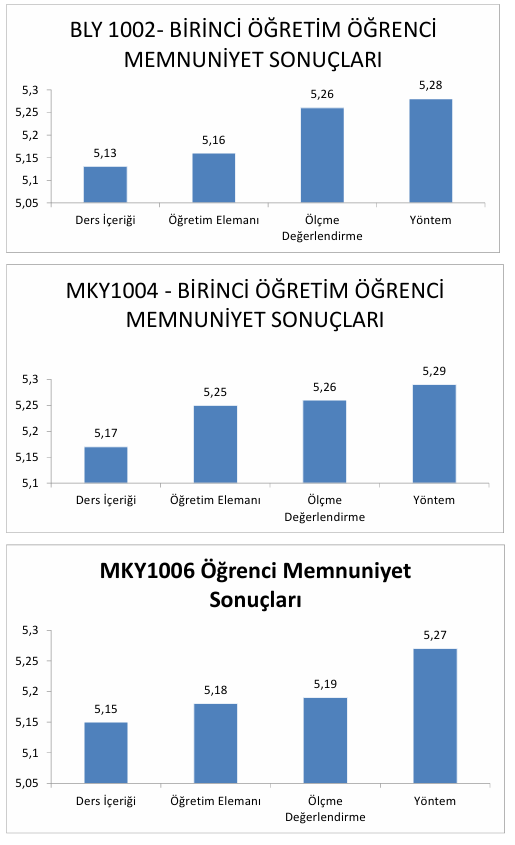 BLY 1002- BİRİNCİ ÖĞRETİM ÖĞRENCİ
MEMNUNİYET SONUÇLARI
5,3
5,25
5,2
5,15
5,1
5,05
5,13
5,16
5,26
5,28
Ders İçeriği
Öğretim Elemanı
Ölçme
Değerlendirme
Yöntem
MKY1004 - BİRİNCİ ÖĞRETİM ÖĞRENCİ
MEMNUNİYET SONUÇLARI
5,3
5,25
5,2
5,15
5,1
5,17
5,25
5,26
5,29
Ders İçeriği
Öğretim Elemanı
Ölçme
Değerlendirme
Yöntem
MKY1006 Öğrenci Memnuniyet
Sonuçları
5,3
5,25
5,2
5,15
5,1
5,05
5,15
5,18
5,19
5,27
Ders İçeriği
Öğretim Elemanı
Ölçme
Değerlendirme
Yöntem